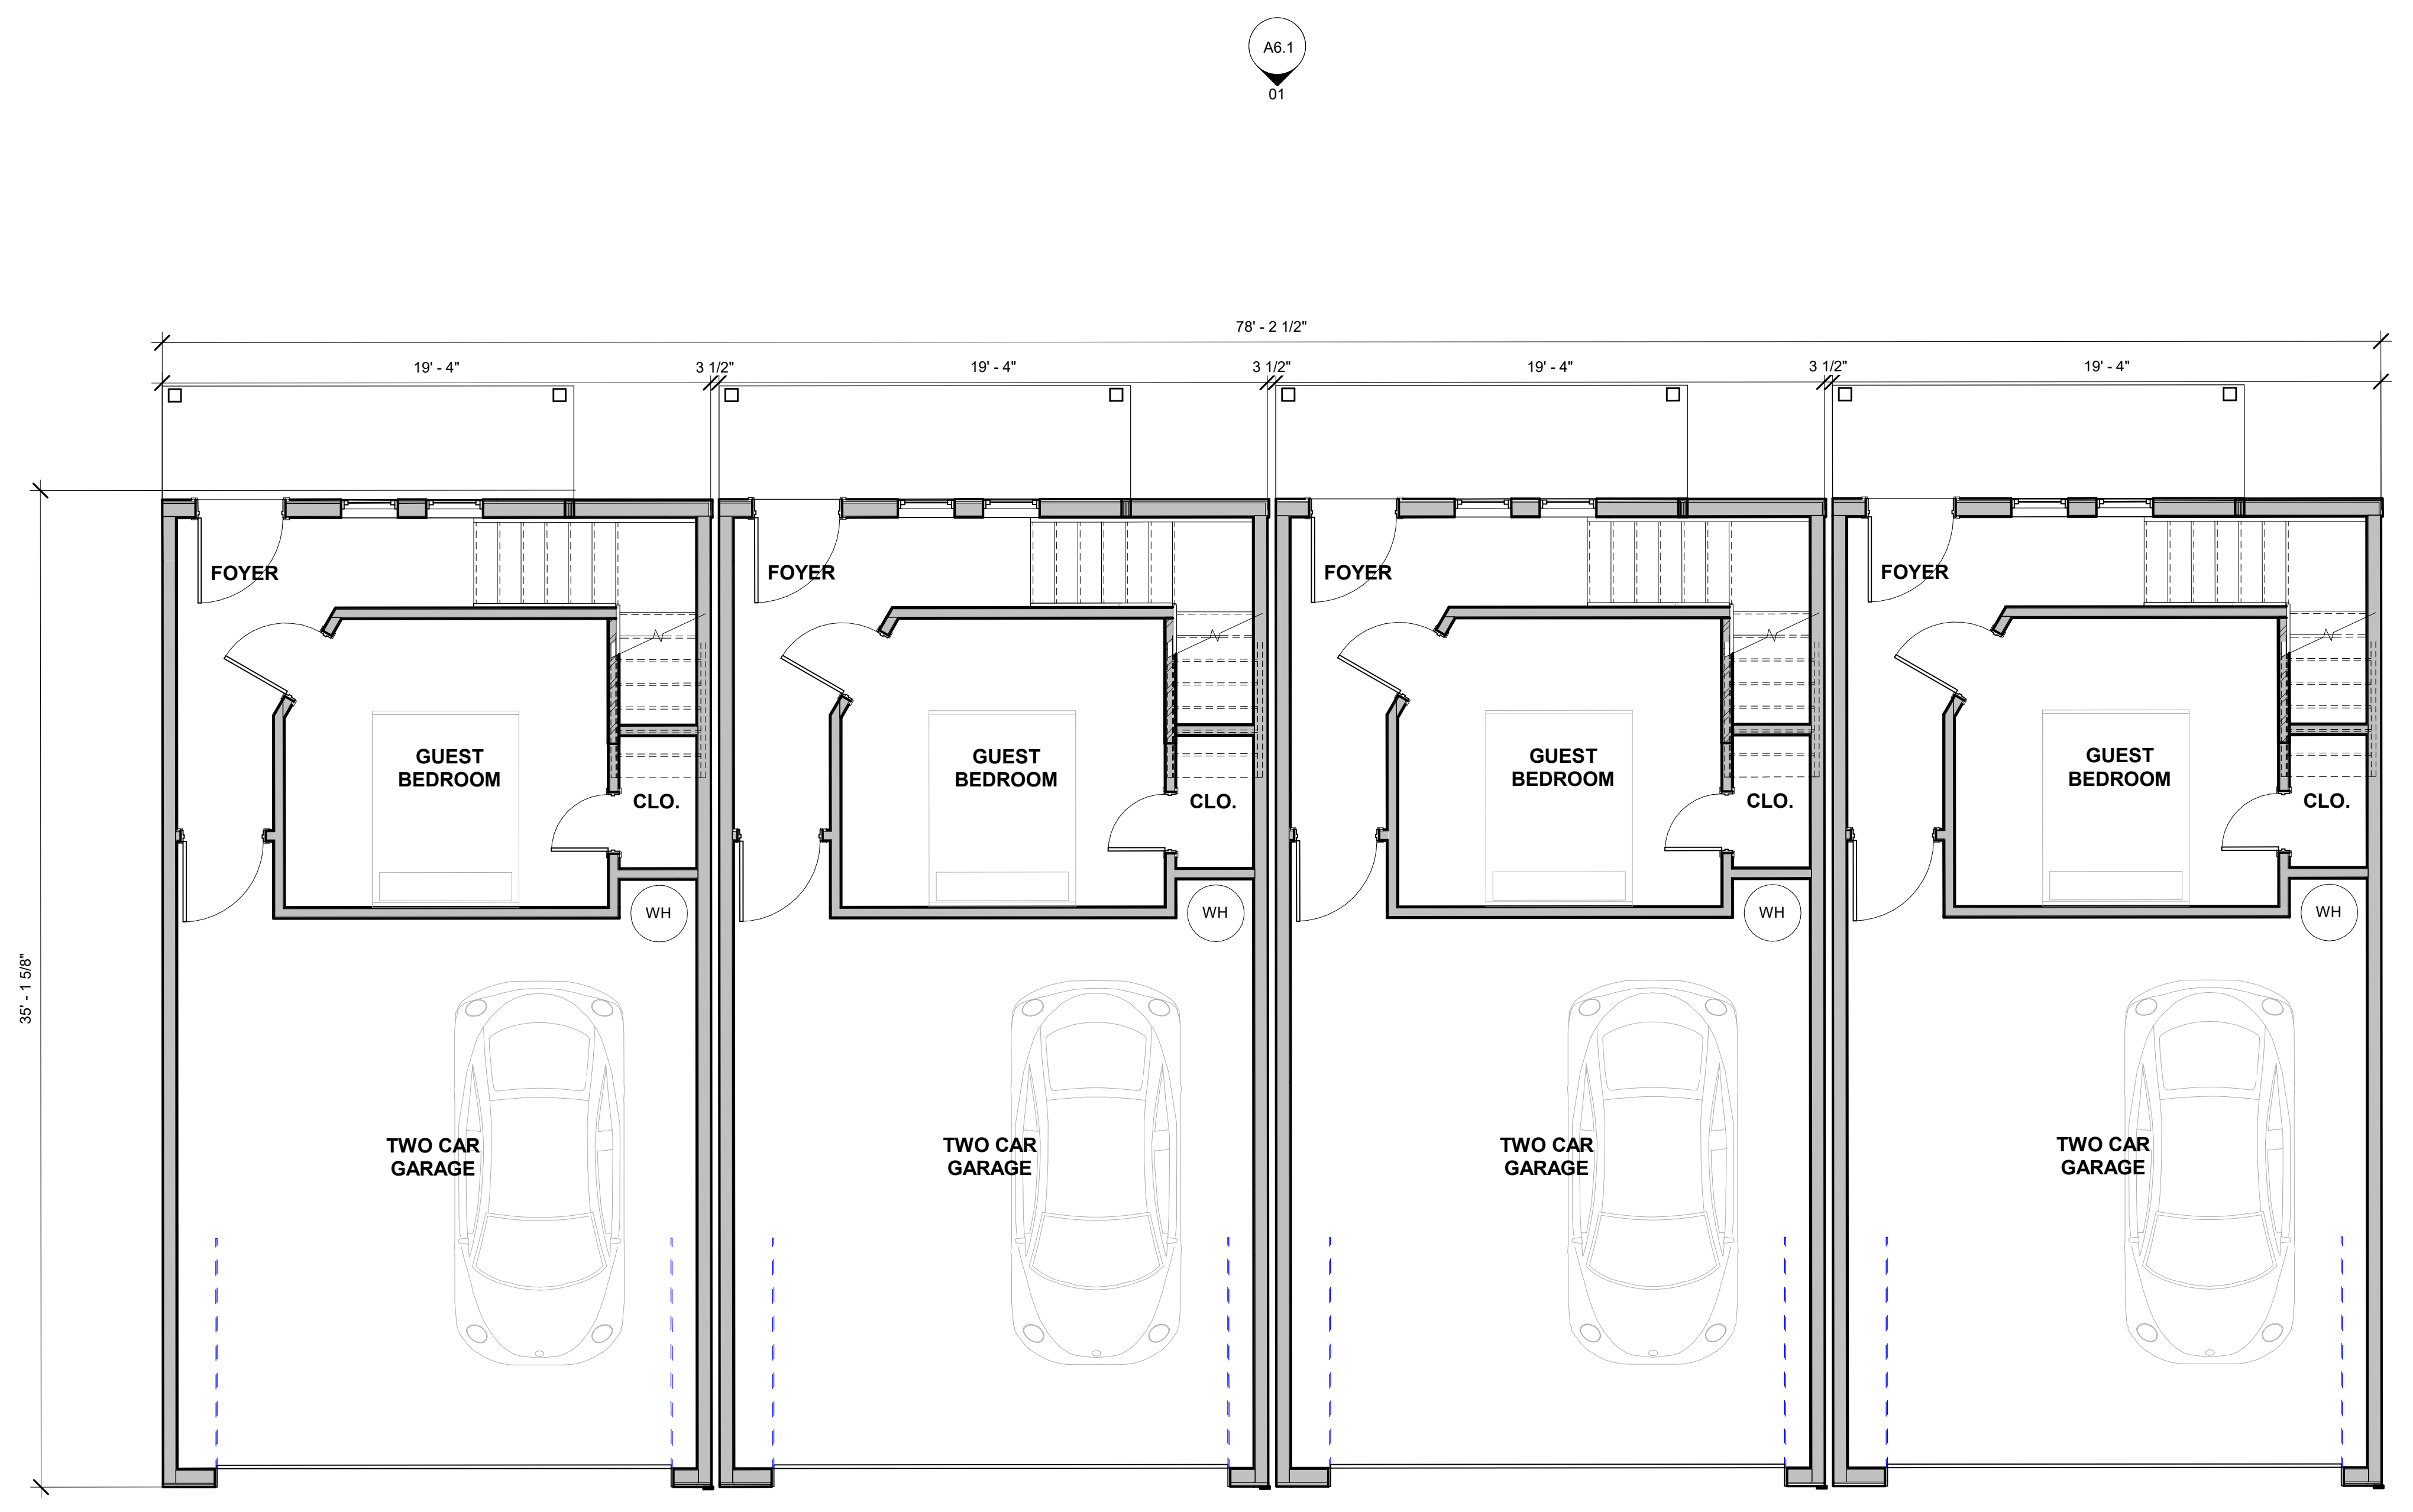 A6.1
01
78' - 2 1/2"
19' - 4"
3 1/2"
19' - 4"
3 1/2"
19' - 4"
3 1/2"
19' - 4"
FOYER
FOYER
FOYER
FOYER
GUEST
BEDROOM
GUEST
BEDROOM
GUEST
BEDROOM
GUEST
BEDROOM
CLO.
CLO.
CLO.
CLO.
WH
WH
WH
WH
35' - 1 5/8"
TWO CAR
GARAGE
TWO CAR
GARAGE
TWO CAR
GARAGE
TWO CAR
GARAGE